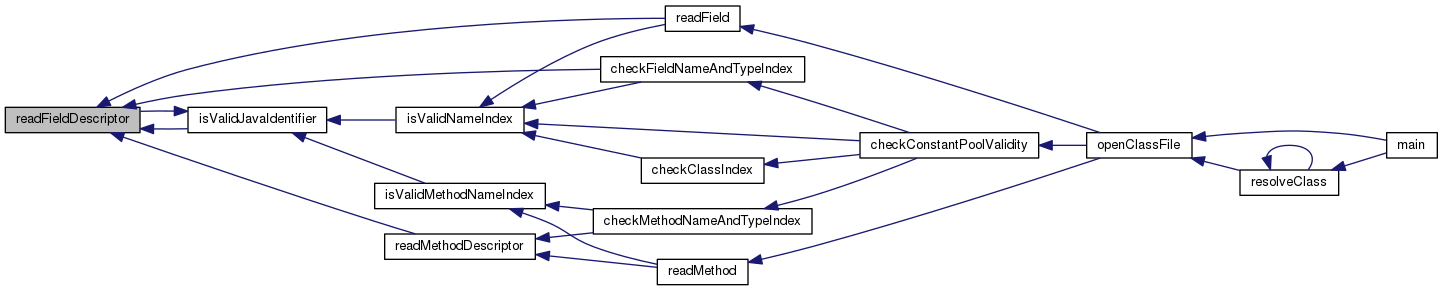 readField
checkFieldNameAndTypeIndex
readFieldDescriptor
isValidJavaIdentifier
isValidNameIndex
checkConstantPoolValidity
openClassFile
main
checkClassIndex
resolveClass
isValidMethodNameIndex
checkMethodNameAndTypeIndex
readMethodDescriptor
readMethod